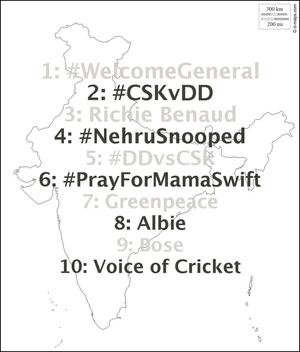 300 km
200 mi
© d-maps.com
1: #WelcomeGeneral
2: #CSKvDD
3: Richie Benaud
4: #NehruSnooped
5: #DDvsCSK
6: #PrayForMamaSwift
7: Greenpeace
8: Albie
9: Bose
10: Voice of Cricket